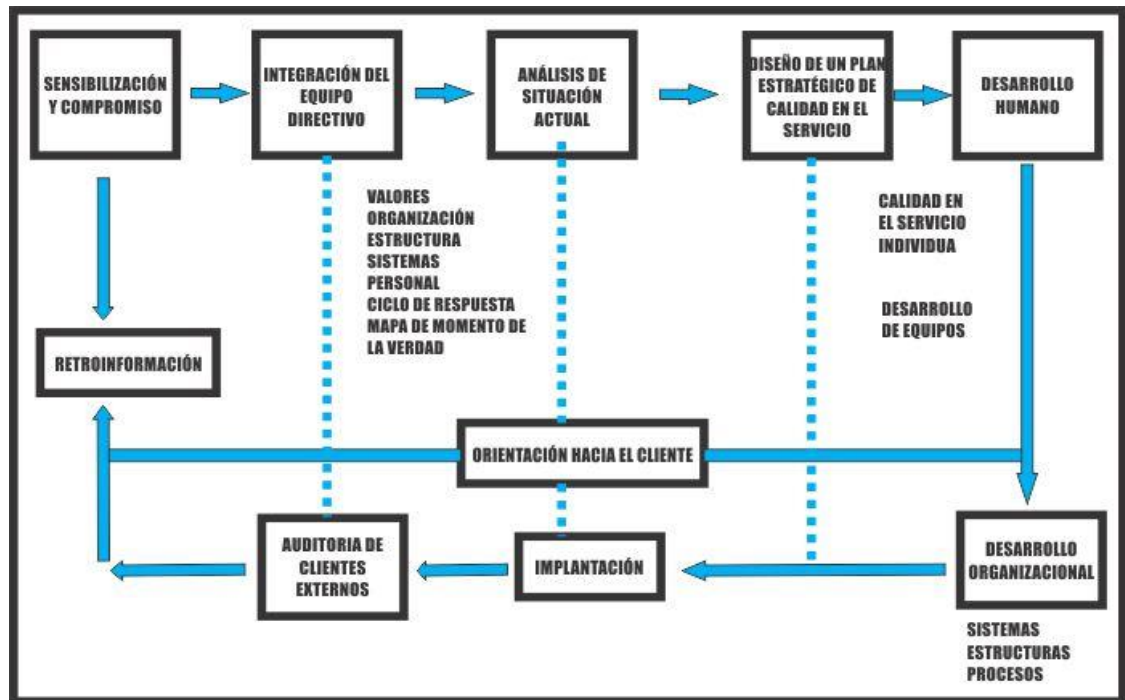 SENSIBILIZACIÓN
Y COMPROMISO
INTEGRACIÓN DEL
EQUIPO
DIRECTIVO
ANÁLISIS DE
SITUACIÓN
ACTUAL
DISEÑO DE UN PLAN
ESTRATÉGICO DE
CALIDAD EN EL
SERVICIO
DESARROLLO
HUMANO
VALORES
ORGANIZACIÓN
ESTRUCTURA
SISTEMAS
PERSONAL
CICLO DE RESPUESTA
MAPA DE MOMENTO DE
LA VERDAD
CALIDAD EN
EL SERVICIO
INDIVIDUA
DESARROLLO
DE EQUIPOS
RETROINFORMACIÓN
ORIENTACIÓN HACIA EL CLIENTE
AUDITORIA DE
CLIENTES
EXTERNOS
IMPLANTACIÓN
DESARROLLO
ORGANIZACIONAL
SISTEMAS
ESTRUCTURAS
PROCESOS